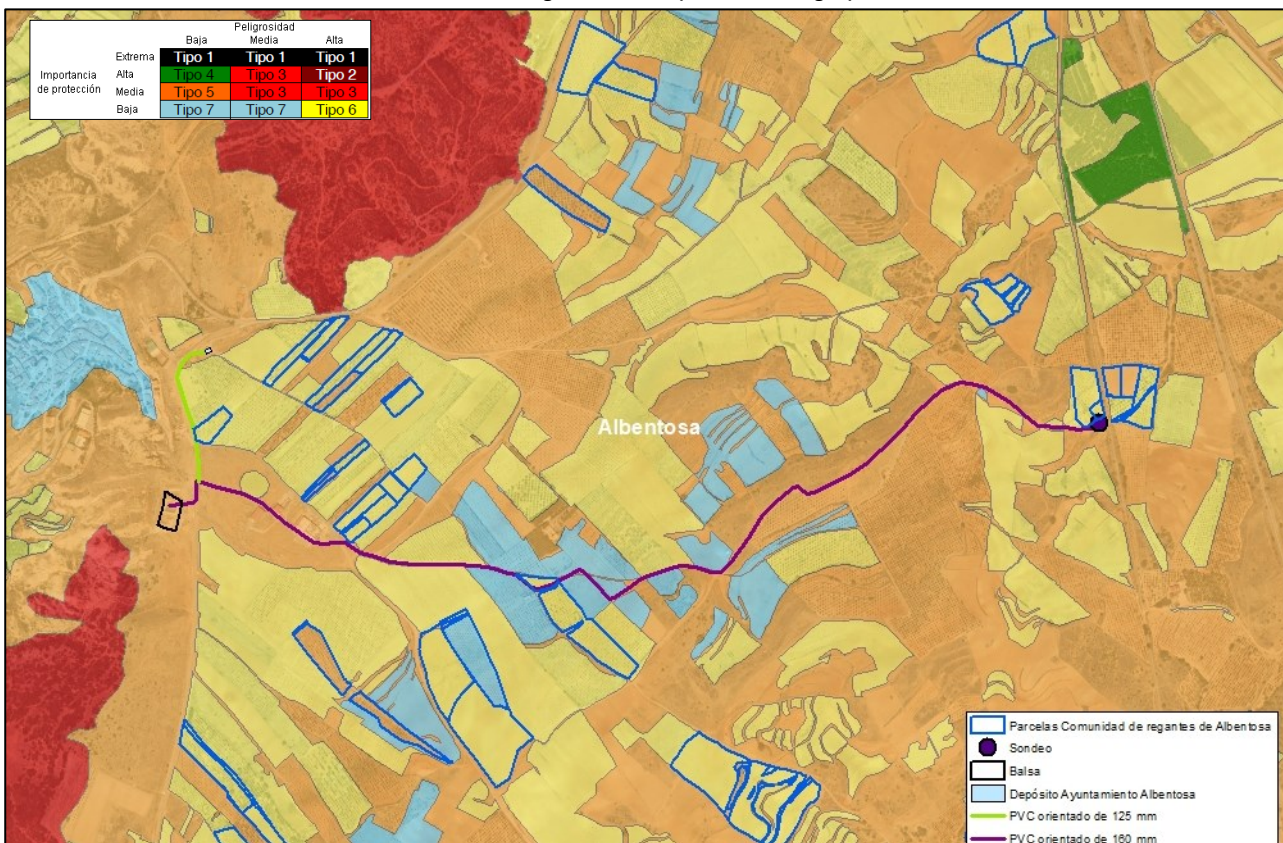 Peligrosidad
Baja Media Alta
Extrema Tipo 1 Tipo 1 Tipo 1
Importancia de protección
Alta Tipo 4 Tipo 3 Tipo 2
Media Tipo 5 Tipo 3 Tipo 3
Baja Tipo 7 Tipo 7 Tipo 6
Albentosa
Parcelas Comunidad de regantes de Albentosa
Sondeo
Balsa
Depósito Ayuntamiento Albentosa
PVC orientado de 125 mm
PVC orientado de 160 mm